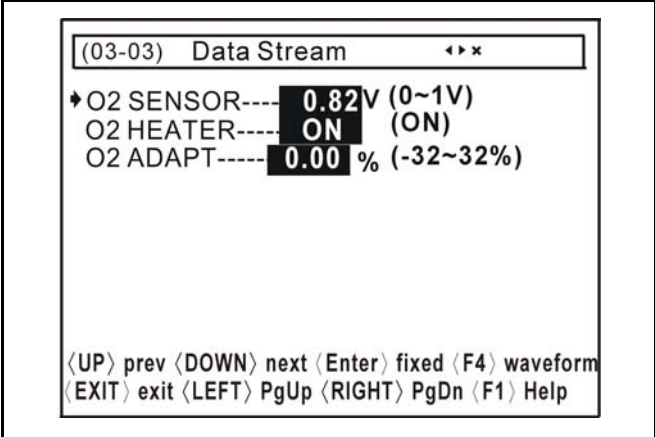 (03-03) Data Stream
O2 SENSOR---- 0.82 V (0~1V)
O2 HEATER----- ON (ON)
O2 ADAPT----- 0.00 % (-32~32%)
〈UP〉 prev 〈DOWN〉 next 〈Enter〉 fixed 〈F4〉 waveform
〈EXIT〉 exit 〈LEFT〉 PgUp 〈RIGHT〉 PgDn 〈F1〉 Help